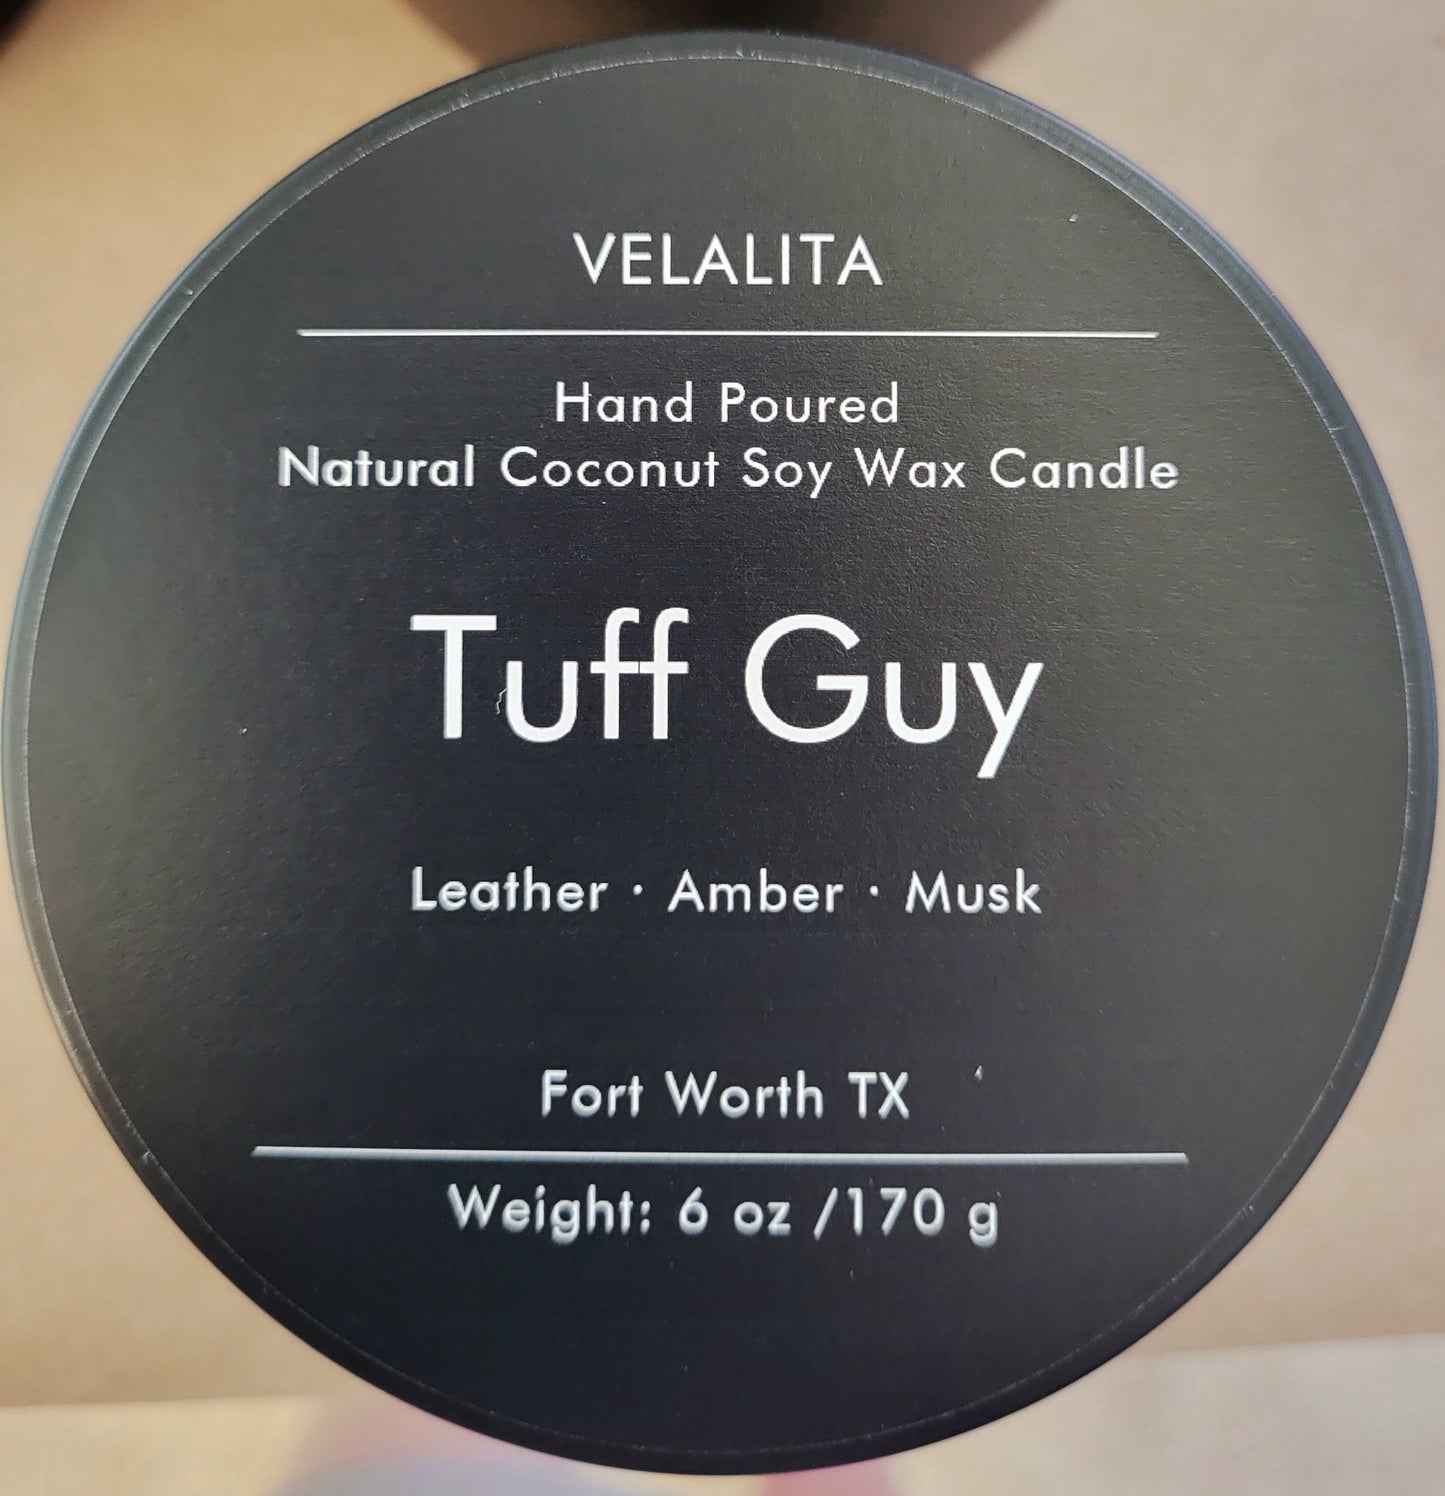 VELALITA
Hand Poured
Natural Coconut Soy Wax Candle
Tuff Guy
Leather · Amber · Musk
Fort Worth TX
Weight: 6 oz /170 g